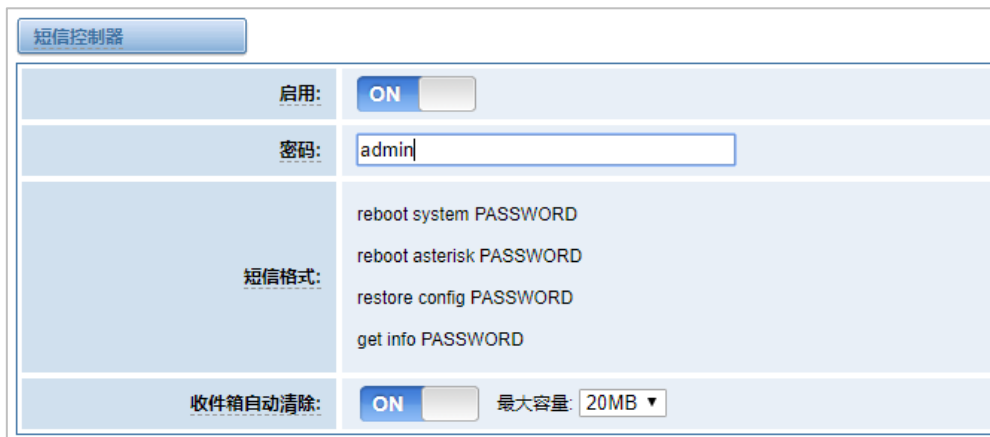 短信控制器
启用: ON
密码: admin
短信格式:
reboot system PASSWORD
reboot asterisk PASSWORD
restore config PASSWORD
get info PASSWORD
收件箱自动清除: ON 最大容量: 20MB ▼